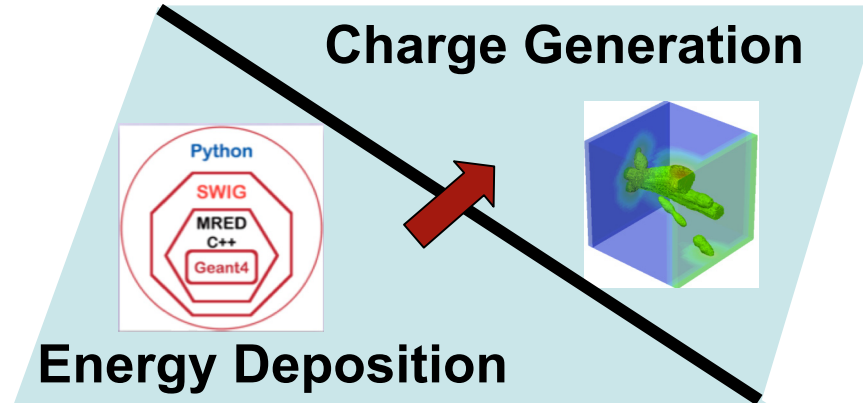 Charge Generation
Python
SWIG
MRED
C++
Geant4
Energy Deposition